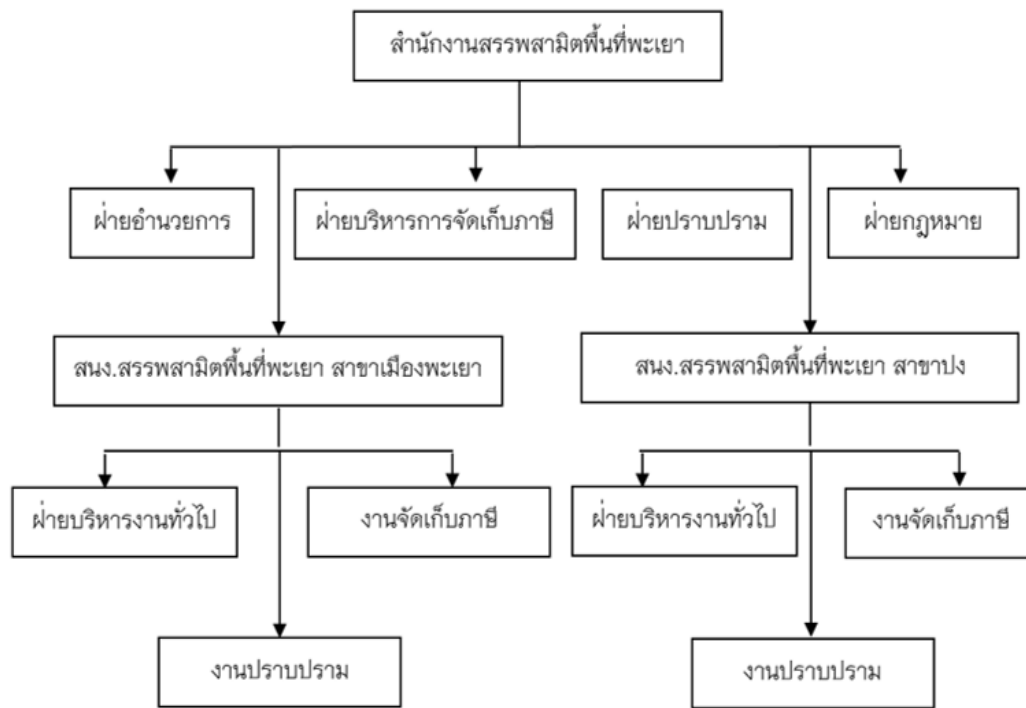 สำนักงานสรรพสามิตพื้นที่พะเยา
ฝ่ายอำนวยการ
ฝ่ายบริหารการจัดเก็บภาษี
ฝ่ายปราบปราม
ฝ่ายกฎหมาย
สนง.สรรพสามิตพื้นที่พะเยา สาขาเมืองพะเยา
สนง.สรรพสามิตพื้นที่พะเยา สาขาปง
ฝ่ายบริหารงานทั่วไป
งานจัดเก็บภาษี
ฝ่ายบริหารงานทั่วไป
งานจัดเก็บภาษี
งานปราบปราม
งานปราบปราม